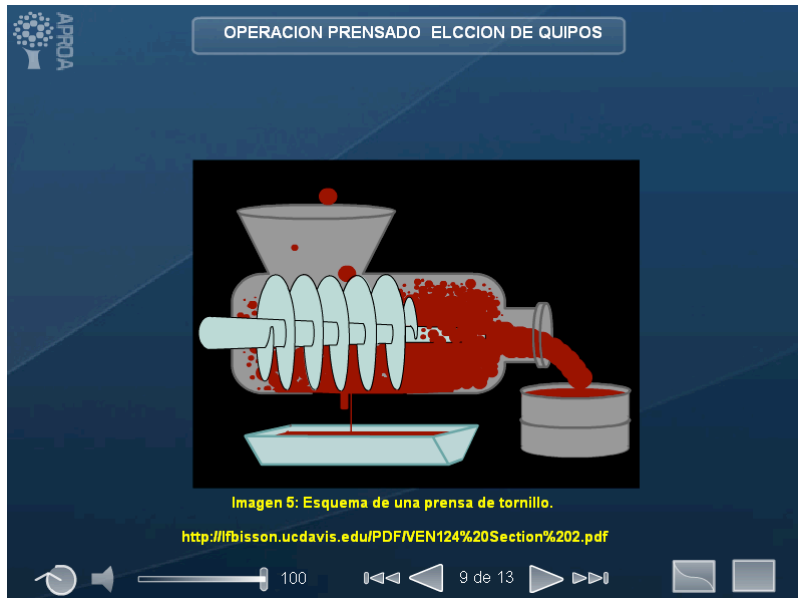 APROA
OPERACION PRENSADO ELCCION DE QUIPOS
Imagen 5: Esquema de una prensa de tornillo.
http://lfbisson.ucdavis.edu/PDF/VEN124%20Section%202.pdf
100
9 de 13